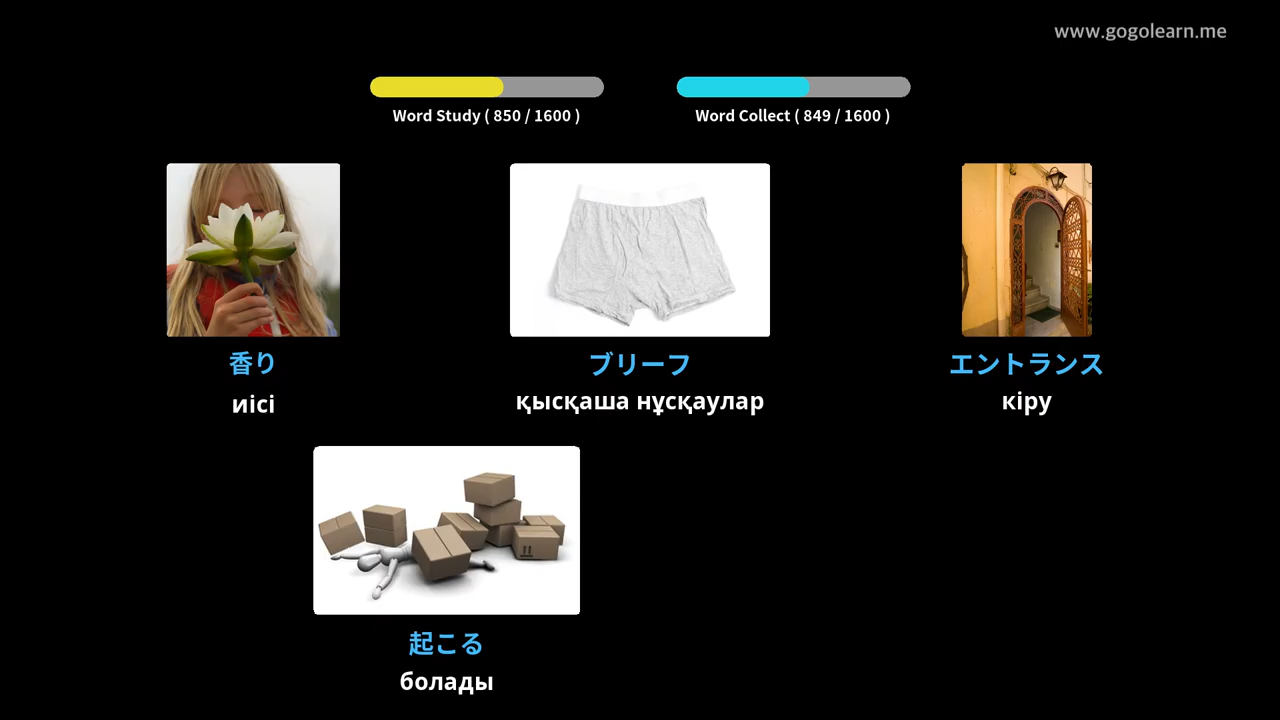 www.gogolearn.me
Word Study ( 850 / 1600 )
Word Collect ( 849 / 1600 )
香り
ブリーフ
エントランス
иісі
қысқаша нұсқаулар
кіру
起こる
болады